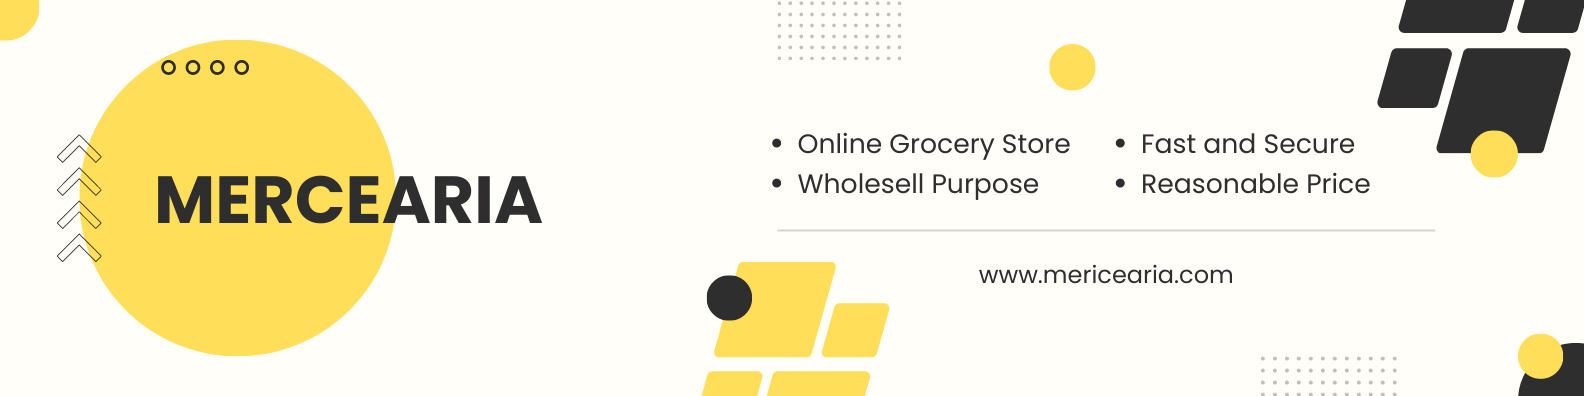 MERCEARIA
• Online Grocery Store
• Wholesell Purpose
• Fast and Secure
• Reasonable Price
www.mericearia.com